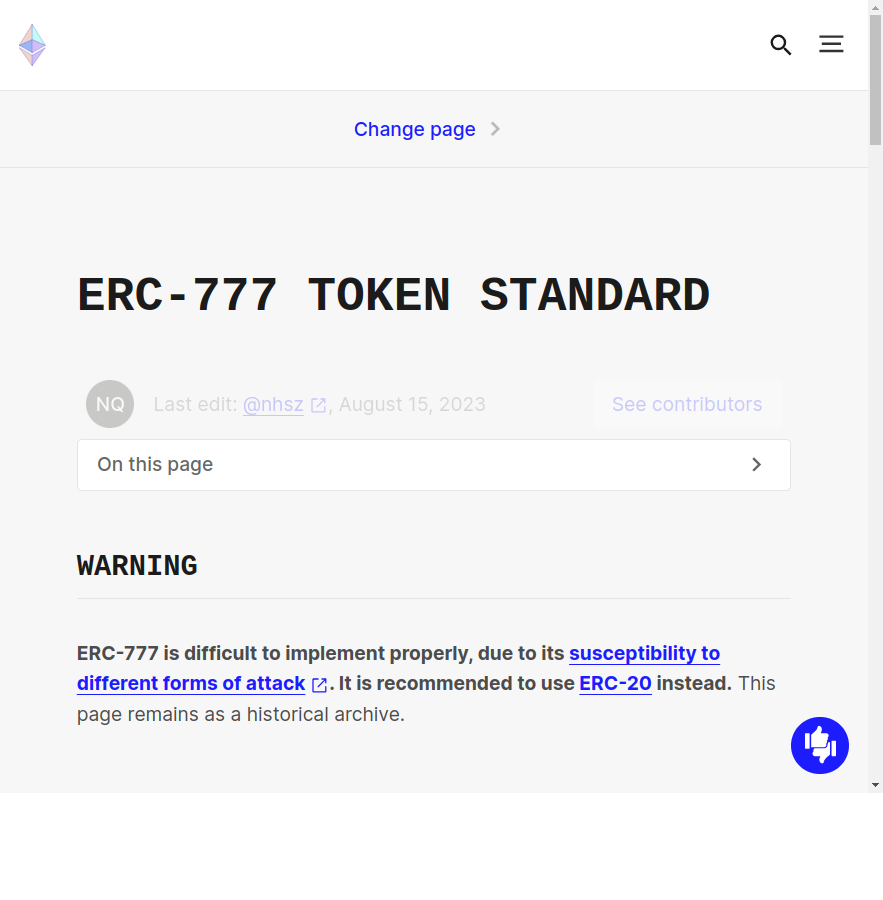 Change page
ERC-777 TOKEN STANDARD
NQ
Last edit: @nhsz, August 15, 2023
See contributors
On this page
WARNING
ERC-777 is difficult to implement properly, due to its susceptibility to
different forms of attack. It is recommended to use ERC-20 instead. This
page remains as a historical archive.